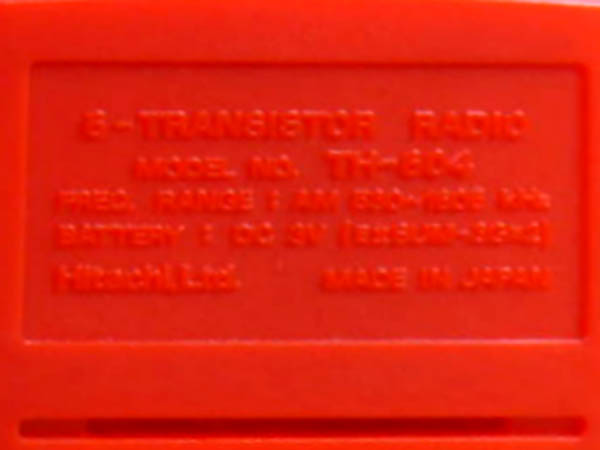 6-TRANSISTOR RADIO
MODEL NO. TH-604
FREQ. RANGE : AM 530-1605 kHz
BATTERY : DC 3V
Hitachi, Ltd. MADE IN JAPAN